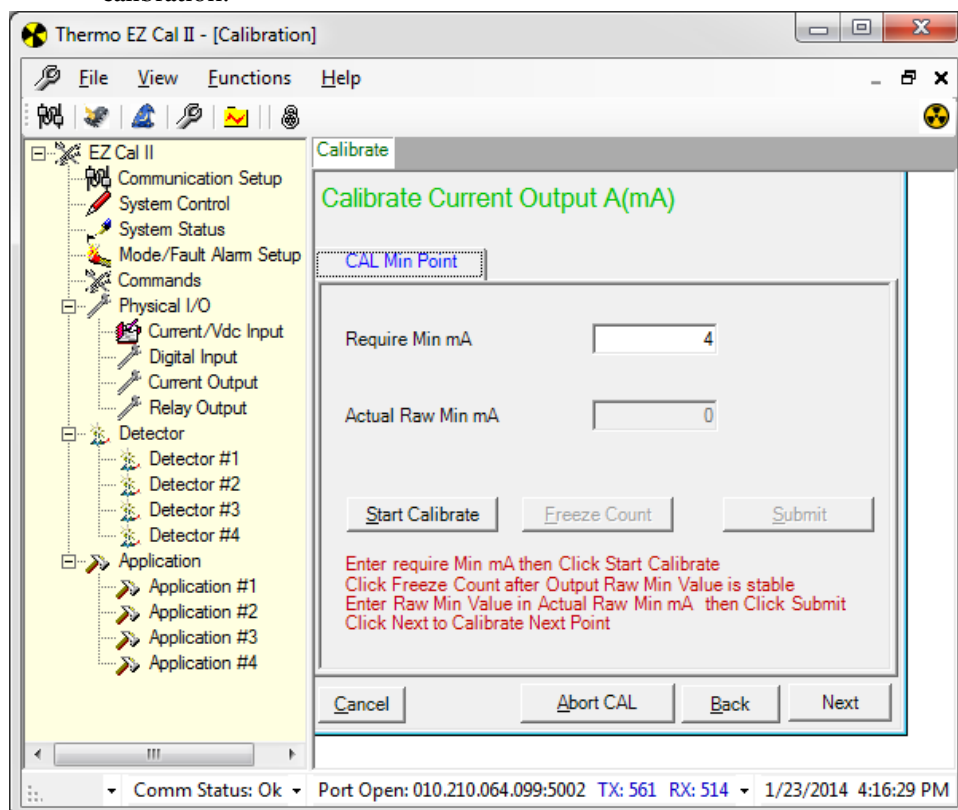 Thermo EZ Cal II - [Calibration]
File View Functions Help
EZ Cal II
Communication Setup
System Control
System Status
Mode/Fault Alarm Setup
Commands
Physical I/O
Current/Vdc Input
Digital Input
Current Output
Relay Output
Detector
Detector #1
Detector #2
Detector #3
Detector #4
Application
Application #1
Application #2
Application #3
Application #4
Calibrate
Calibrate Current Output A(mA)
CAL Min Point
Require Min mA 4
Actual Raw Min mA 0
Start Calibrate Freeze Count Submit
Enter require Min mA then Click Start Calibrate
Click Freeze Count after Output Raw Min Value is stable
Enter Raw Min Value in Actual Raw Min mA then Click Submit
Click Next to Calibrate Next Point
Cancel Abort CAL Back Next
Comm Status: Ok Port Open: 010.210.064.099:5002 TX: 561 RX: 514 1/23/2014 4:16:29 PM